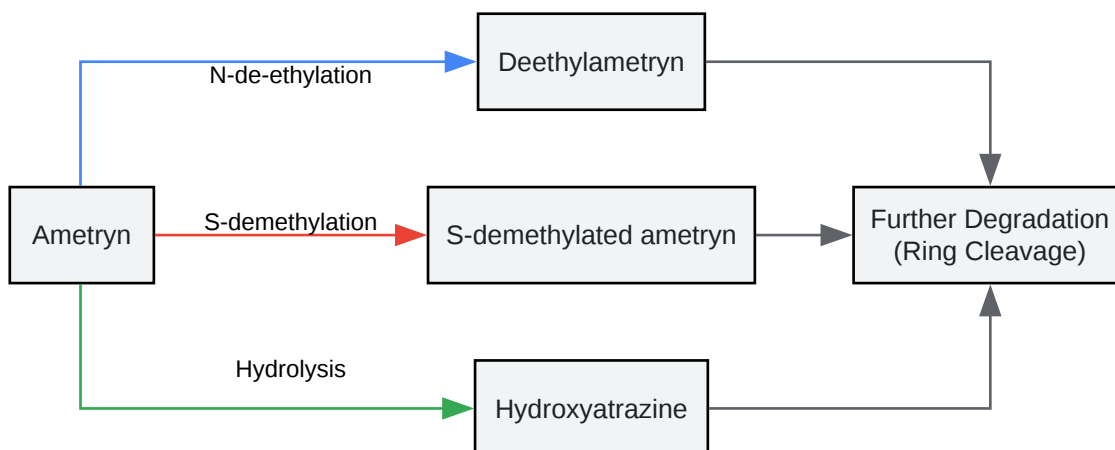 N-de-ethylation
Deethylametryn
Ametryn
S-demethylation
S-demethylated ametryn
Further Degradation
(Ring Cleavage)
Hydrolysis
Hydroxyatrazine